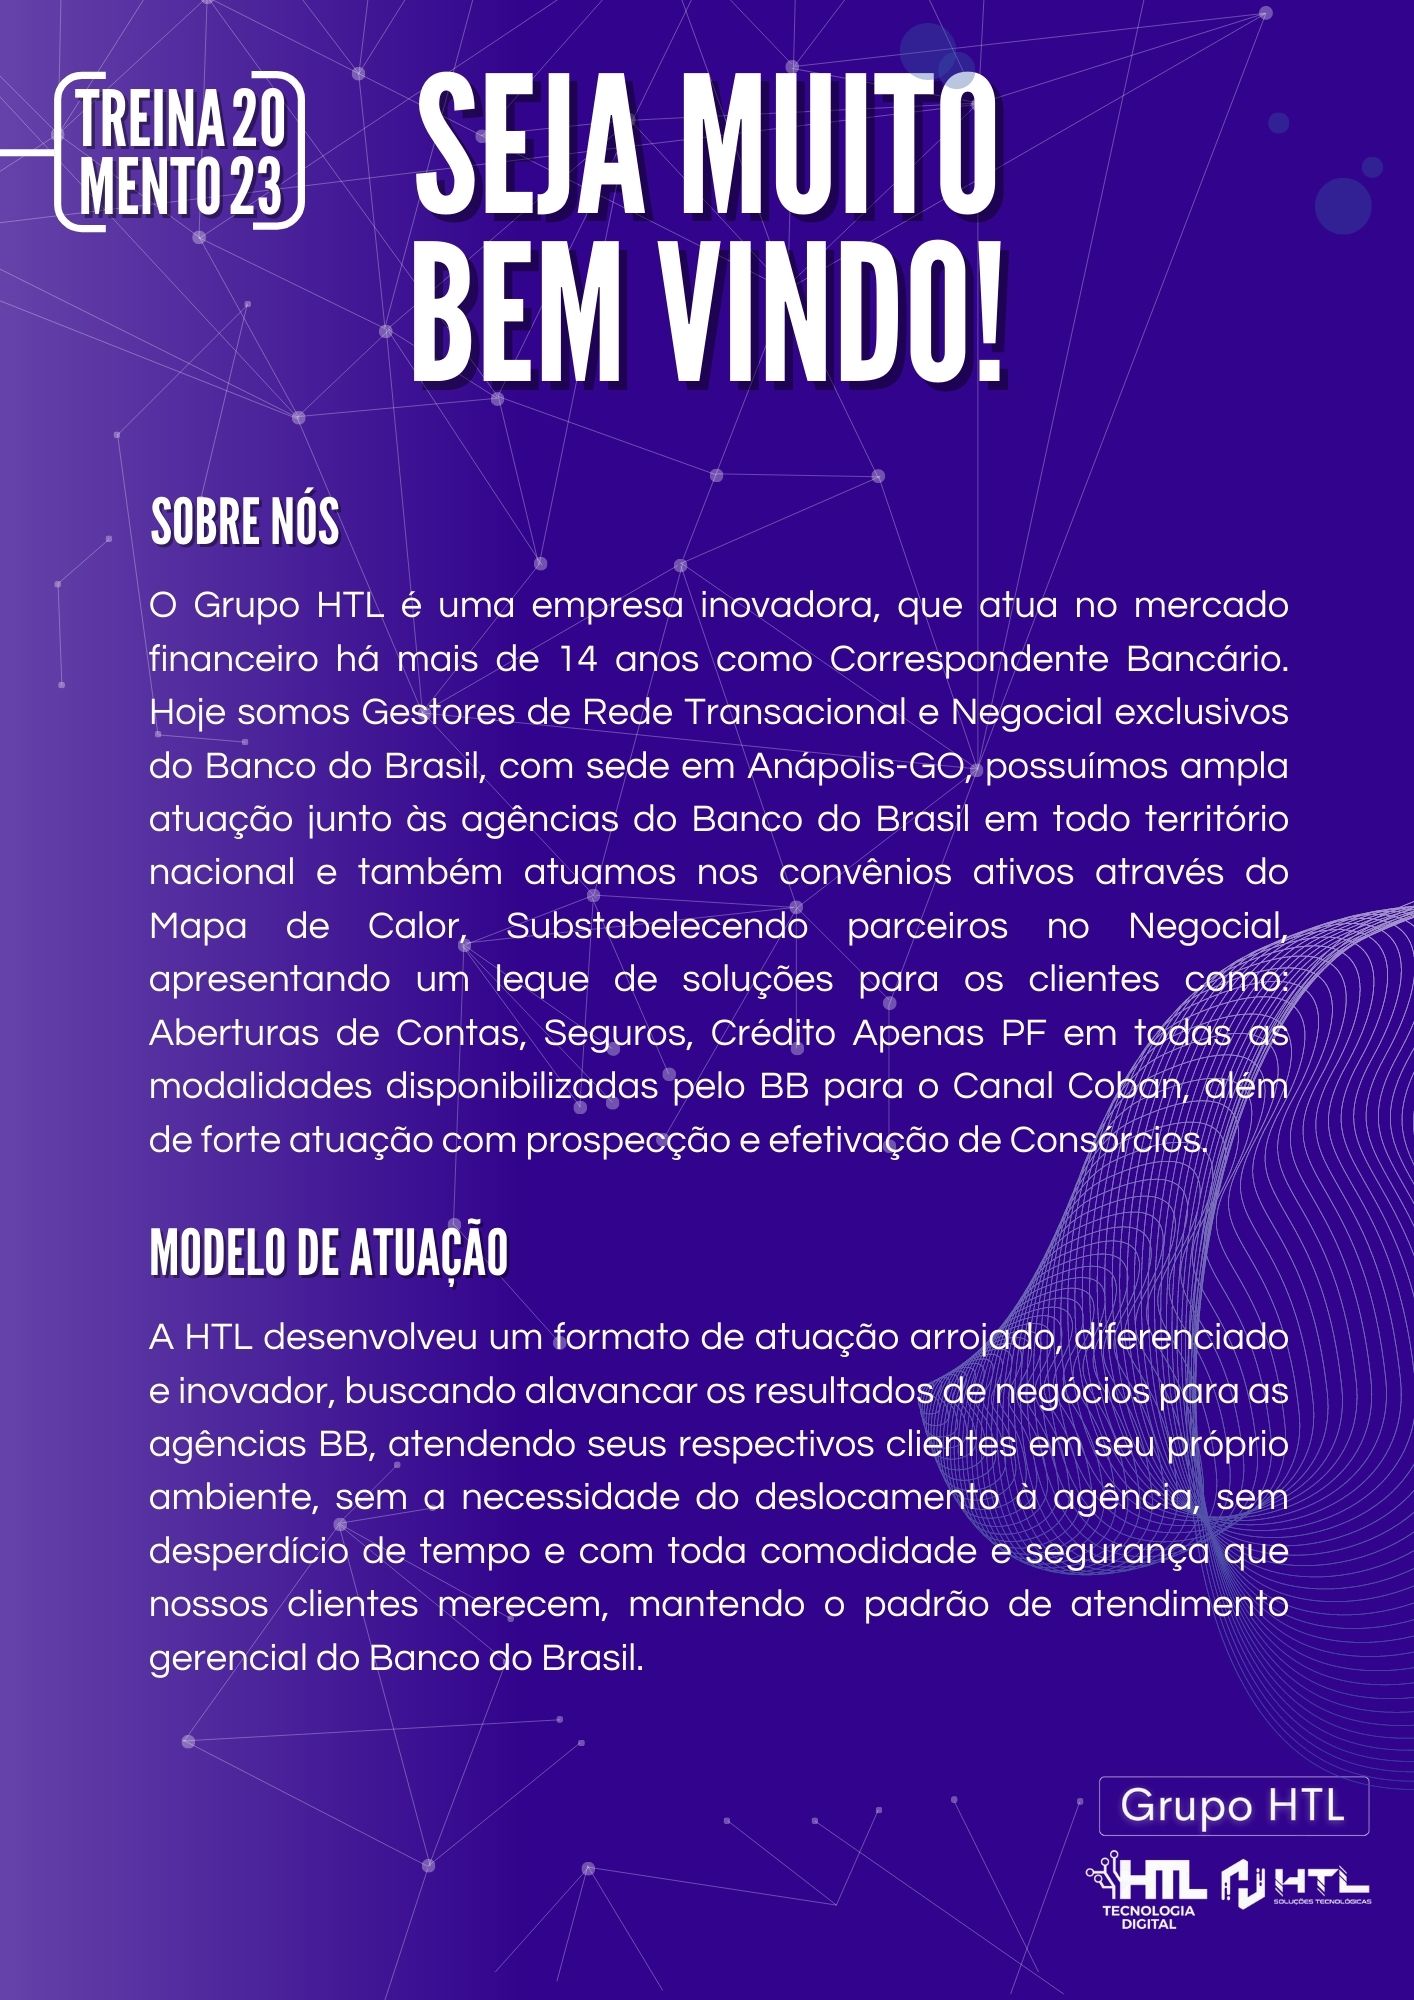 TREINA 20
MENTO 23
SEJA MUITO
BEM VINDO!
SOBRE NÓS
O Grupo HTL é uma empresa inovadora, que atua no mercado
financeiro há mais de 14 anos como Correspondente Bancário.
Hoje somos Gestores de Rede Transacional e Negocial exclusivos
do Banco do Brasil, com sede em Anápolis-GO, possuímos ampla
atuação junto às agências do Banco do Brasil em todo território
nacional e também atuamos nos convênios ativos através do
Mapa de Calor, Substabelecendo parceiros no Negocial,
apresentando um leque de soluções para os clientes como:
Aberturas de Contas, Seguros, Crédito Apenas PF em todas as
modalidades disponibilizadas pelo BB para o Canal Coban, além
de forte atuação com prospecção e efetivação de Consórcios.
MODELO DE ATUAÇÃO
A HTL desenvolveu um formato de atuação arrojado, diferenciado
e inovador, buscando alavancar os resultados de negócios para as
agências BB, atendendo seus respectivos clientes em seu próprio
ambiente, sem a necessidade do deslocamento à agência, sem
desperdício de tempo e com toda comodidade e segurança que
nossos clientes merecem, mantendo o padrão de atendimento
gerencial do Banco do Brasil.
Grupo HTL
HTL
TECNOLOGIA
DIGITAL
HTL
SOLUÇÕES TECNOLÓGICAS